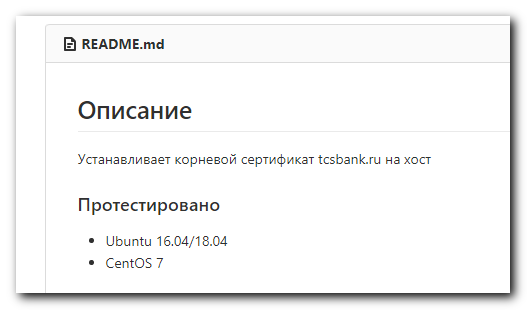 README.md
Описание
Устанавливает корневой сертификат tcsbank.ru на хост
Протестировано
Ubuntu 16.04/18.04
CentOS 7